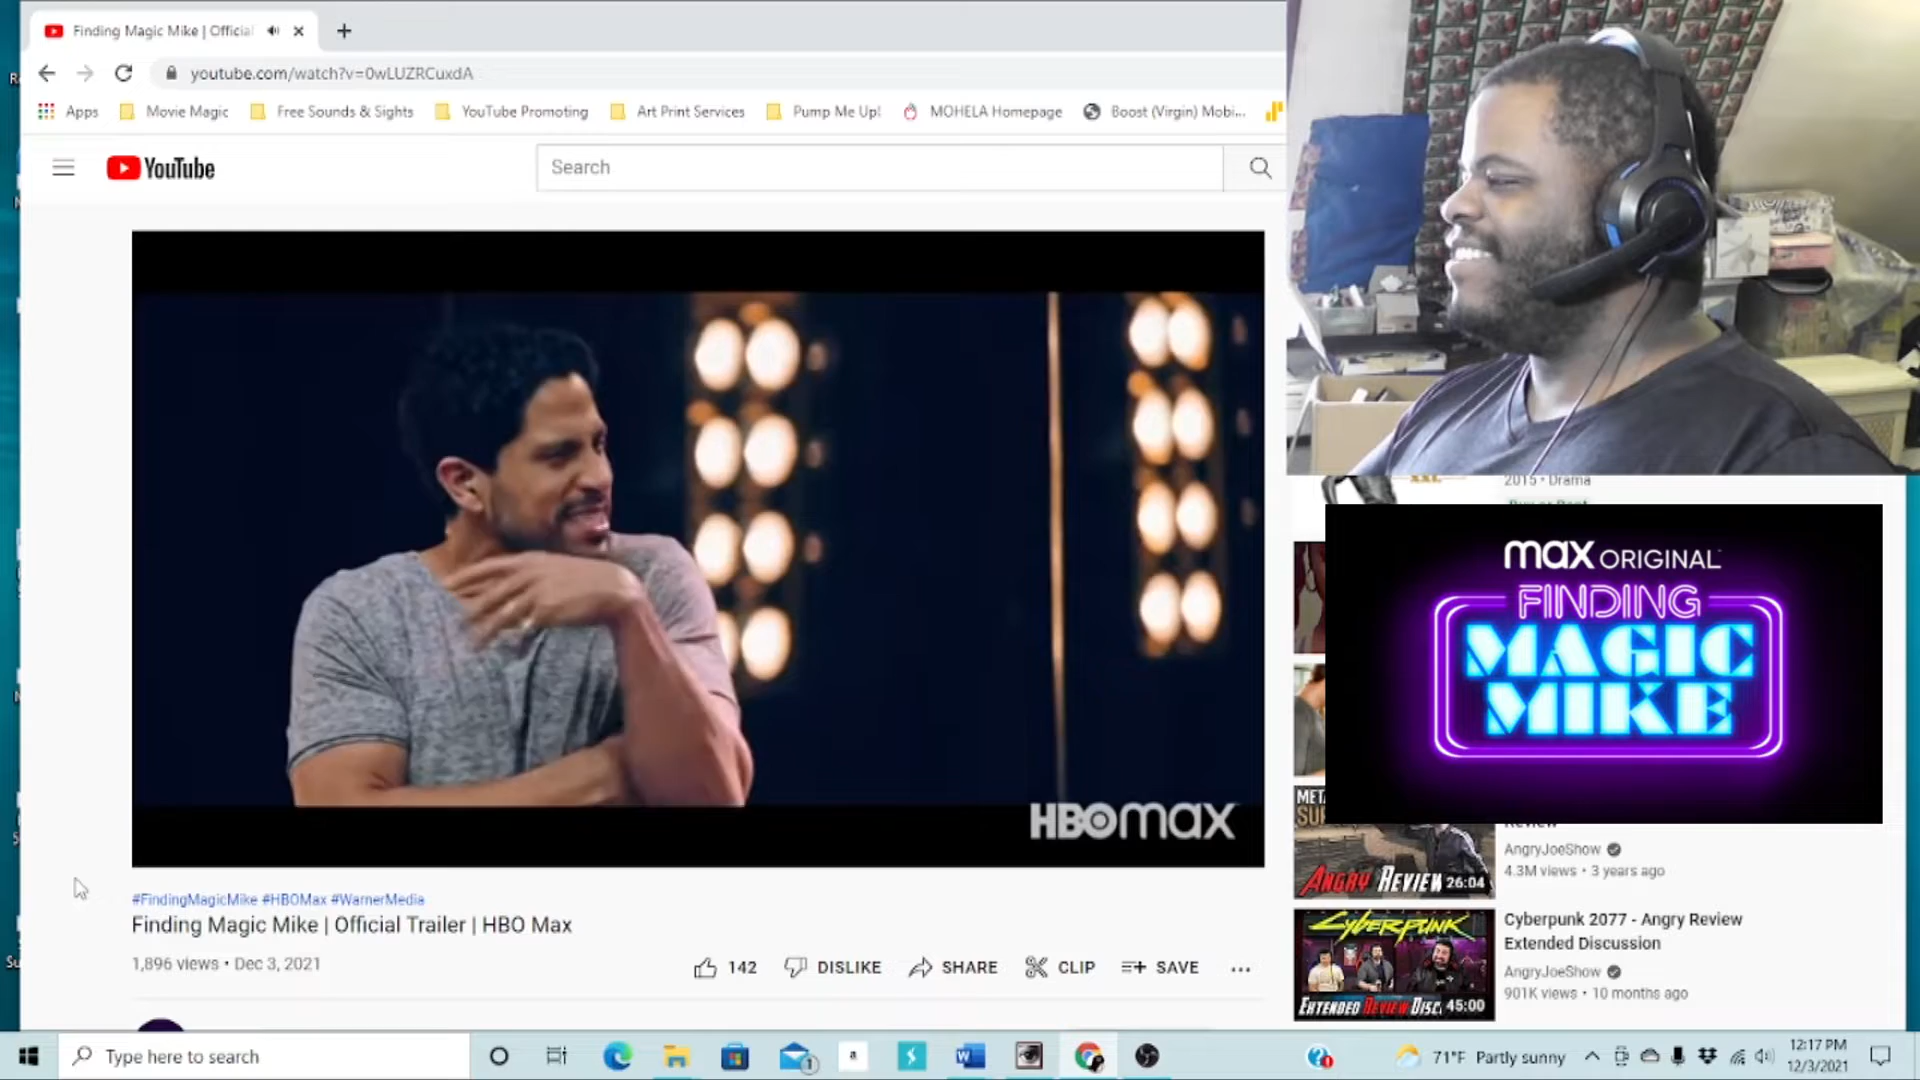 Finding Magic Mike | Official
youtube.com/watch?v=0wLUZRCuxdA
Apps Movie Magic Free Sounds & Sights YouTube Promoting Art Print Services Pump Me Up! MOHELA Homepage Boost (Virgin) Mobi...
YouTube
Search
HBOmax
#FindingMagicMike #HBOMax #WarnerMedia
Finding Magic Mike | Official Trailer | HBO Max
1,896 views • Dec 3, 2021
142 DISLIKE SHARE CLIP SAVE ...
2015 • Drama
max ORIGINAL
FINDING
MAGIC
MIKE
Review
AngryJoeShow
4.3M views • 3 years ago
ANGRY REVIEW 26:04
Cyberpunk 2077 - Angry Review
Extended Discussion
AngryJoeShow
901K views • 10 months ago
CYBERPUNK
EXTENDED REVIEW DISC. 45:00
Type here to search
71°F Partly sunny
12:17 PM
12/3/2021